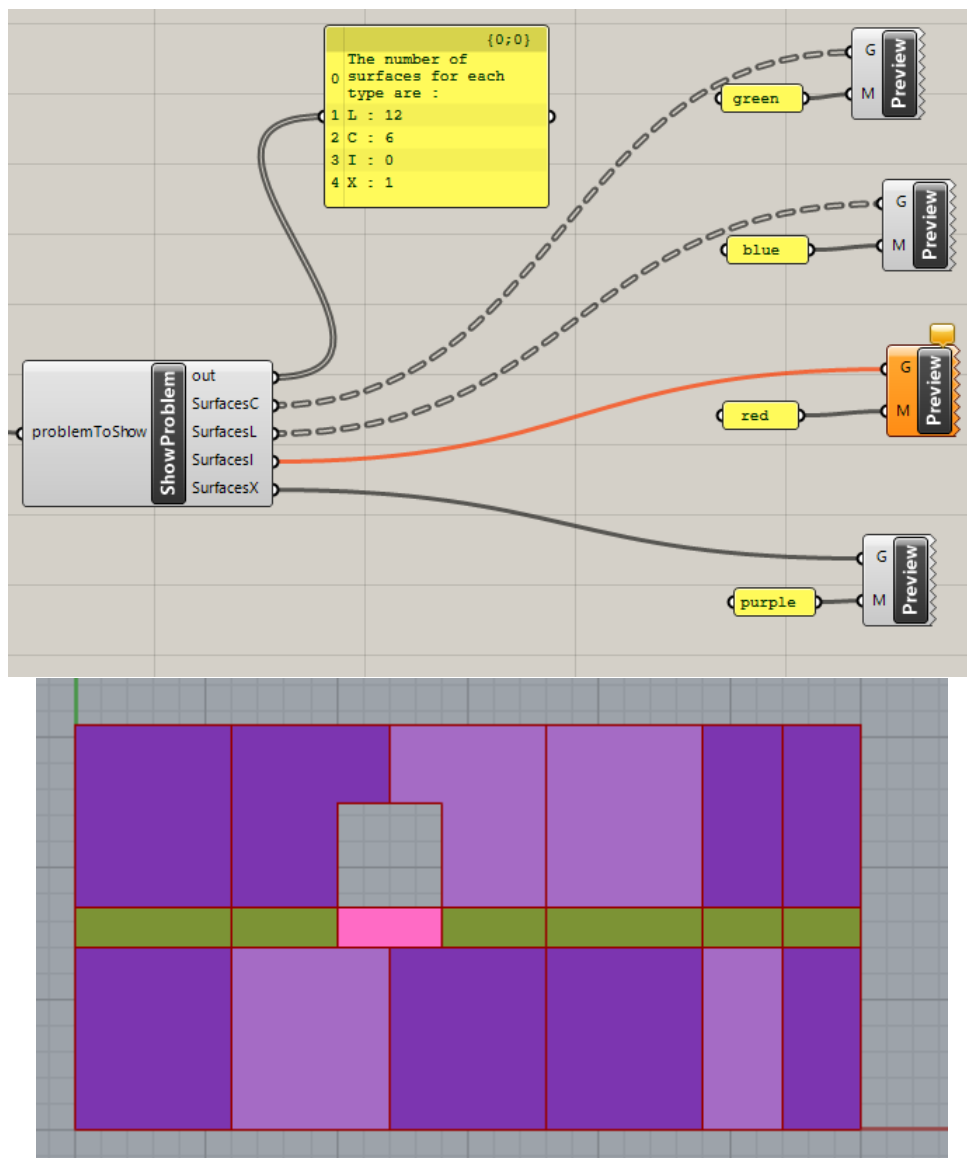 {0;0}
0 The number of
surfaces for each
type are :
1 L : 12
2 C : 6
3 I : 0
4 X : 1
G
M
Preview
green
G
M
Preview
blue
G
M
Preview
red
problemToShow
ShowProblem
out
SurfacesC
SurfacesL
SurfacesI
SurfacesX
G
M
Preview
purple